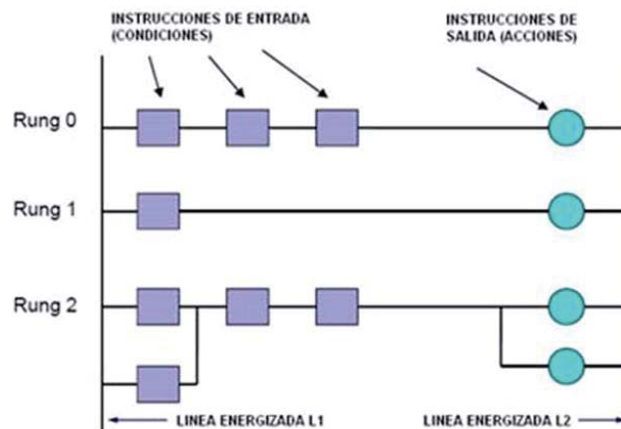 INSTRUCCIONES DE ENTRADA
(CONDICIONES)
INSTRUCCIONES DE
SALIDA (ACCIONES)
Rung 0
Rung 1
Rung 2
LINEA ENERGIZADA L1
LINEA ENERGIZADA L2